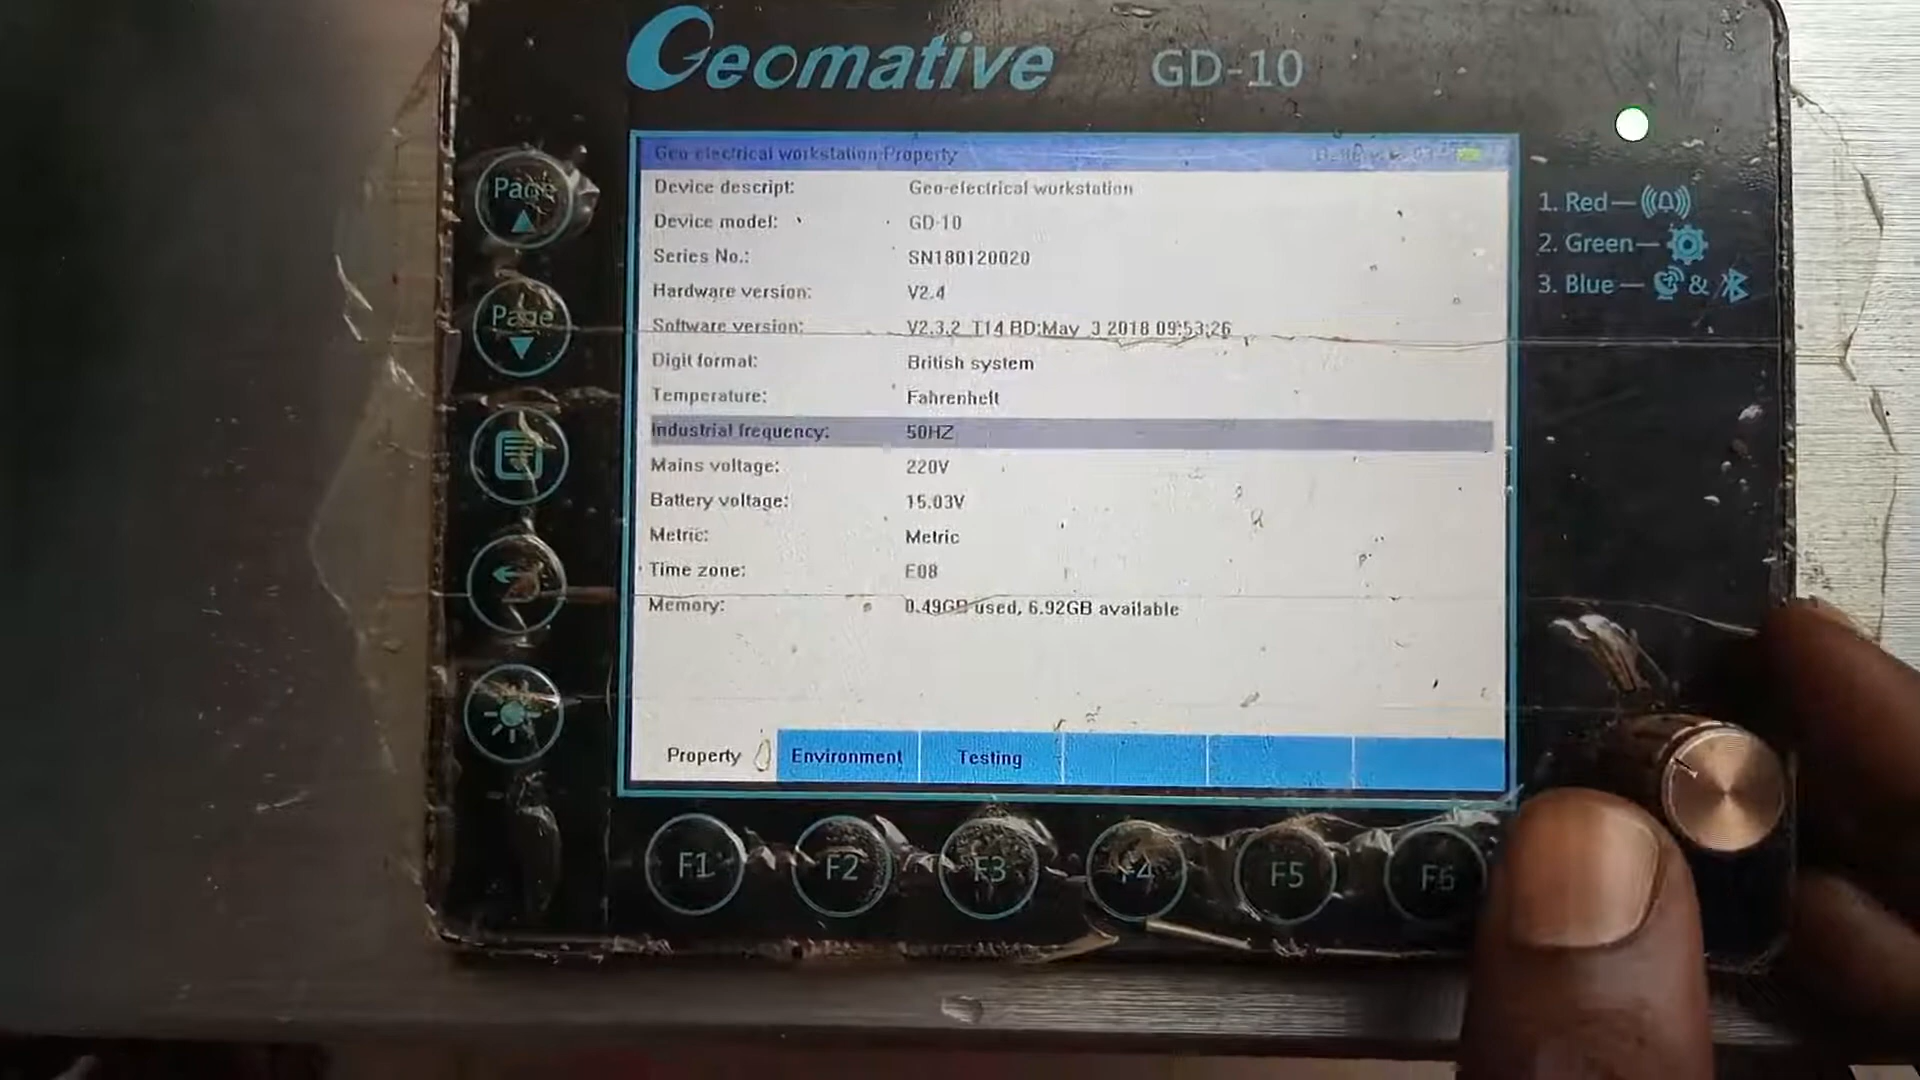 Geomative GD-10
Geo-electrical workstation-Property
Device descript: Geo-electrical workstation
Device model: GD-10
Series No.: SN180120020
Hardware version: V2.4
Software version: V2.3.2 T14 BD:May 3 2018 09:53:26
Digit format: British system
Temperature: Fahrenheit
Industrial frequency: 50HZ
Mains voltage: 220V
Battery voltage: 15.03V
Metric: Metric
Time zone: E08
Memory: 0.49GB used, 6.92GB available
Property Environment Testing
Page
Page
1. Red—
2. Green—
3. Blue— &
F1 F2 F3 F4 F5 F6